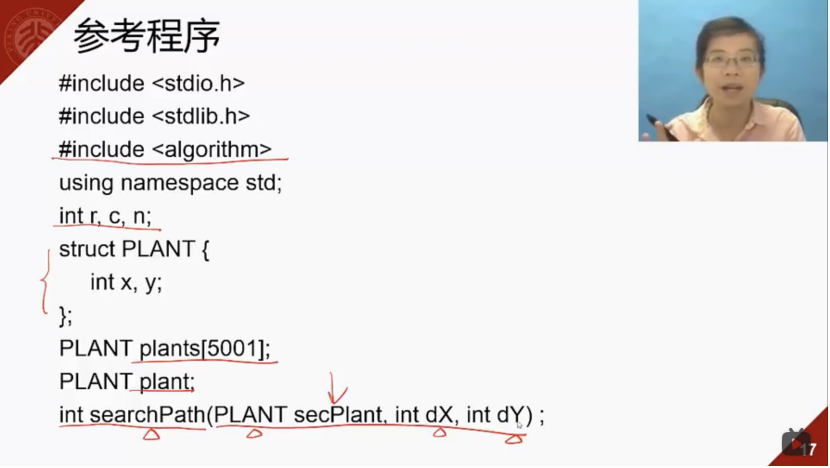 参考程序
#include <stdio.h>
#include <stdlib.h>
#include <algorithm>
using namespace std;
int r, c, n;
struct PLANT {
int x, y;
};
PLANT plants[5001];
PLANT plant;
int searchPath(PLANT secPlant, int dX, int dY) ;
17